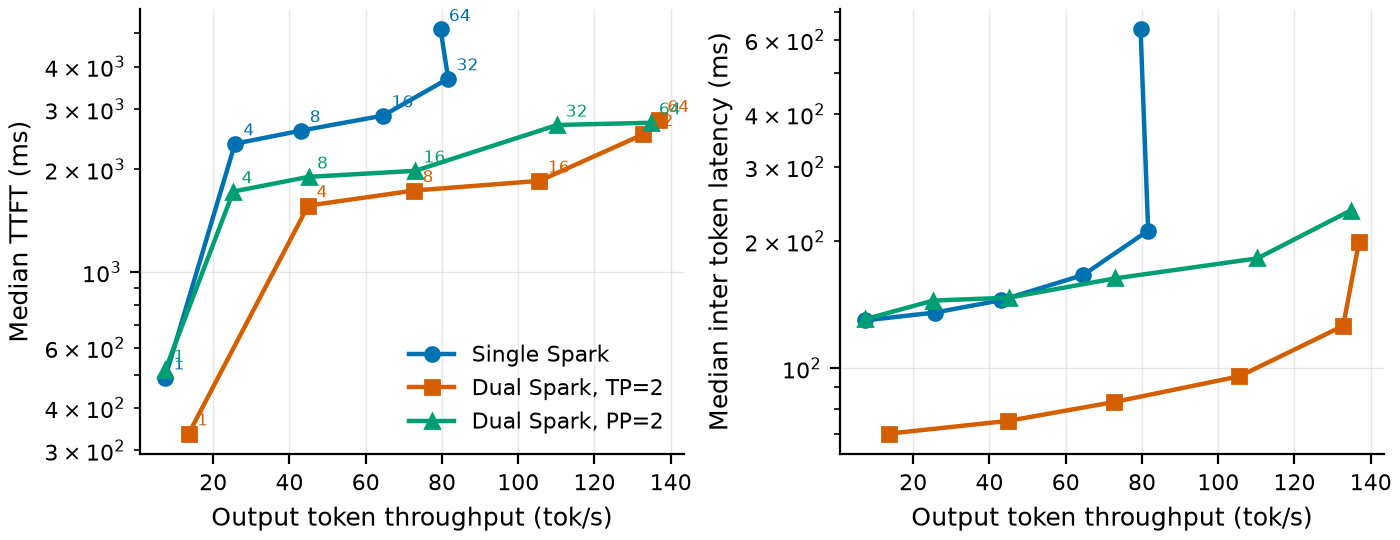 Median TTFT (ms)
4 × 10³
3 × 10³
2 × 10³
10³
6 × 10²
4 × 10²
3 × 10²
64
32
16
8
4
1
32
64
16
8
4
1
64
16
8
4
1
Single Spark
Dual Spark, TP=2
Dual Spark, PP=2
20 40 60 80 100 120 140
Output token throughput (tok/s)
Median inter token latency (ms)
6 × 10²
4 × 10²
3 × 10²
2 × 10²
10²
20 40 60 80 100 120 140
Output token throughput (tok/s)